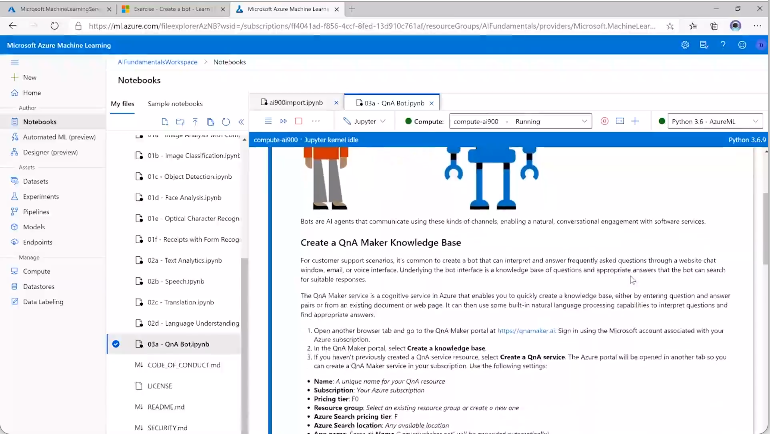 Microsoft Azure Machine Learnin
Exercise - Create a bot - Learn |
Microsoft Azure Machine Learning
https://ml.azure.com/fileexplorerAzNB?wsid=/subscriptions/ff4041ad-f856-4ccf-8fed-13d910c761af/resourceGroups/AIFundamentals/providers/Microsoft.MachineLear...
Microsoft Azure Machine Learning
AIFundamentalsWorkspace > Notebooks
Notebooks
New
Home
Author
Notebooks
Automated ML (preview)
Designer (preview)
Assets
Datasets
Experiments
Pipelines
Models
Endpoints
Manage
Compute
Datastores
Data Labeling
My files
Sample notebooks
01b - Image Classification.ipynb
01c - Object Detection.ipynb
01d - Face Analysis.ipynb
01e - Optical Character Recogn
01f - Receipts with Form Recog
02a - Text Analytics.ipynb
02b - Speech.ipynb
02c - Translation.ipynb
02d - Language Understanding
03a - QnA Bot.ipynb
CODE_OF_CONDUCT.md
LICENSE
README.md
SECURITY.md
ai900import.ipynb
03a - QnA Bot.ipynb
Jupyter
Compute:
compute-ai900 - Running
Python 3.6 - AzureML
compute-ai900 · Jupyter kernel idle
Python 3.6.9
Bots are AI agents that communicate using these kinds of channels, enabling a natural, conversational engagement with software services.
Create a QnA Maker Knowledge Base
For customer support scenarios, it's common to create a bot that can interpret and answer frequently asked questions through a website chat
window, email, or voice interface. Underlying the bot interface is a knowledge base of questions and appropriate answers that the bot can search
for suitable responses.
The QnA Maker service is a cognitive service in Azure that enables you to quickly create a knowledge base, either by entering question and answer
pairs or from an existing document or web page. It can then use some built-in natural language processing capabilities to interpret questions and
find appropriate answers.
1. Open another browser tab and go to the QnA Maker portal at https://qnamaker.ai. Sign in using the Microsoft account associated with your
Azure subscription.
2. In the QnA Maker portal, select Create a knowledge base.
3. If you haven't previously created a QnA service resource, select Create a QnA service. The Azure portal will be opened in another tab so you
can create a QnA Maker service in your subscription. Use the following settings:
• Name: A unique name for your QnA resource
• Subscription: Your Azure subscription
• Pricing tier: F0
• Resource group: Select an existing resource group or create a new one
• Azure Search pricing tier: F
• Azure Search location: Any available location